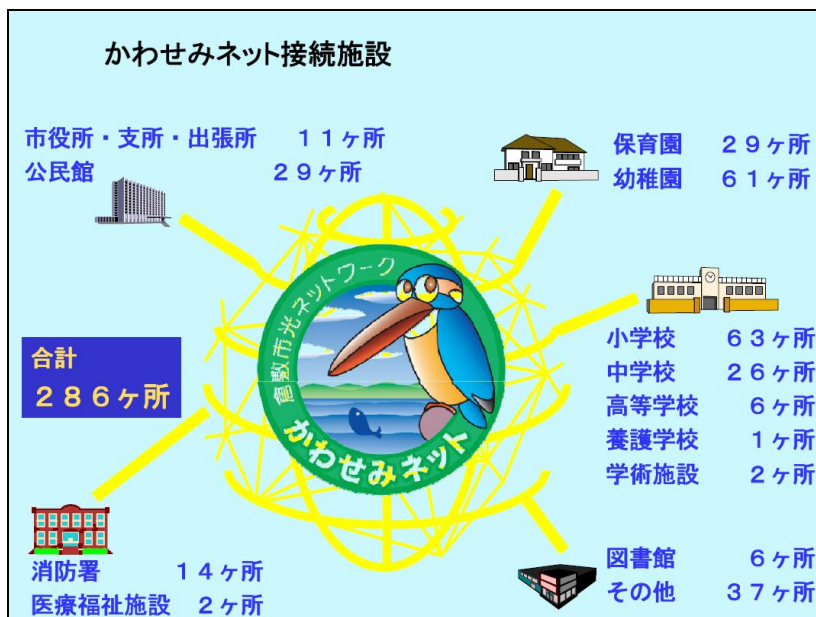 かわせみネット接続施設
市役所・支所・出張所　１１ヶ所
公民館　２９ヶ所
保育園　２９ヶ所
幼稚園　６１ヶ所
倉敷市光ネットワーク
かわせみネット
合計
２８６ヶ所
小学校　６３ヶ所
中学校　２６ヶ所
高等学校　６ヶ所
養護学校　１ヶ所
学術施設　２ヶ所
消防署　１４ヶ所
医療福祉施設　２ヶ所
図書館　６ヶ所
その他　３７ヶ所